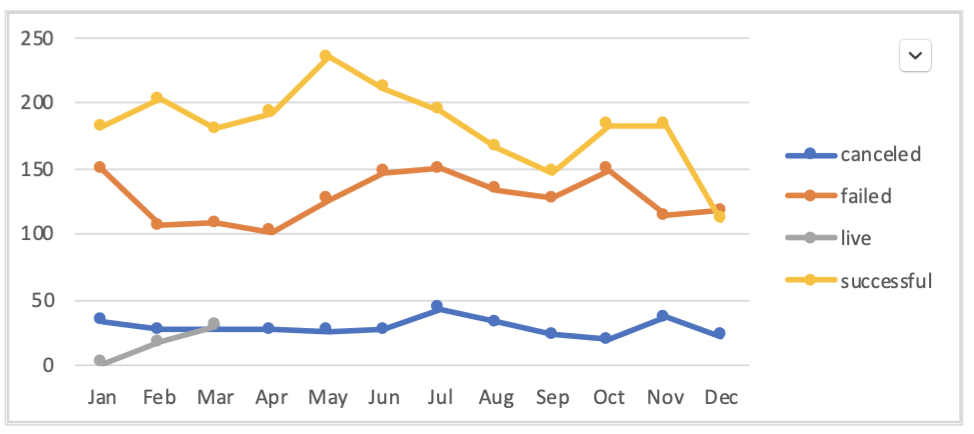 250
200
150
100
50
0
Jan Feb Mar Apr May Jun Jul Aug Sep Oct Nov Dec
canceled
failed
live
successful